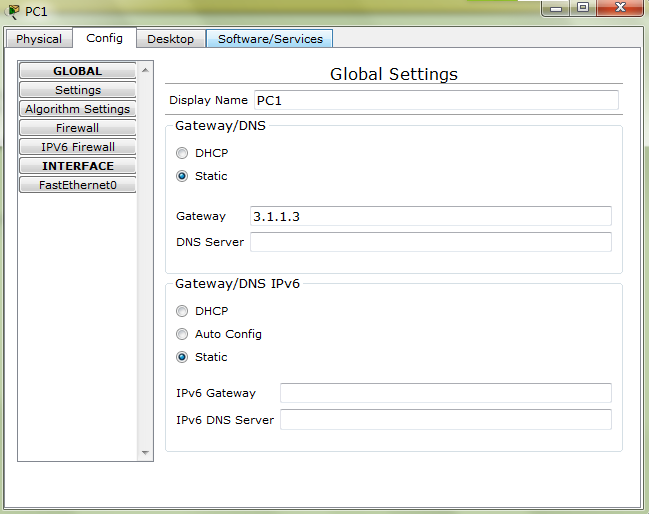 PC1
Physical Config Desktop Software/Services
GLOBAL
Settings
Algorithm Settings
Firewall
IPV6 Firewall
INTERFACE
FastEthernet0
Global Settings
Display Name PC1
Gateway/DNS
DHCP
Static
Gateway 3.1.1.3
DNS Server
Gateway/DNS IPv6
DHCP
Auto Config
Static
IPv6 Gateway
IPv6 DNS Server